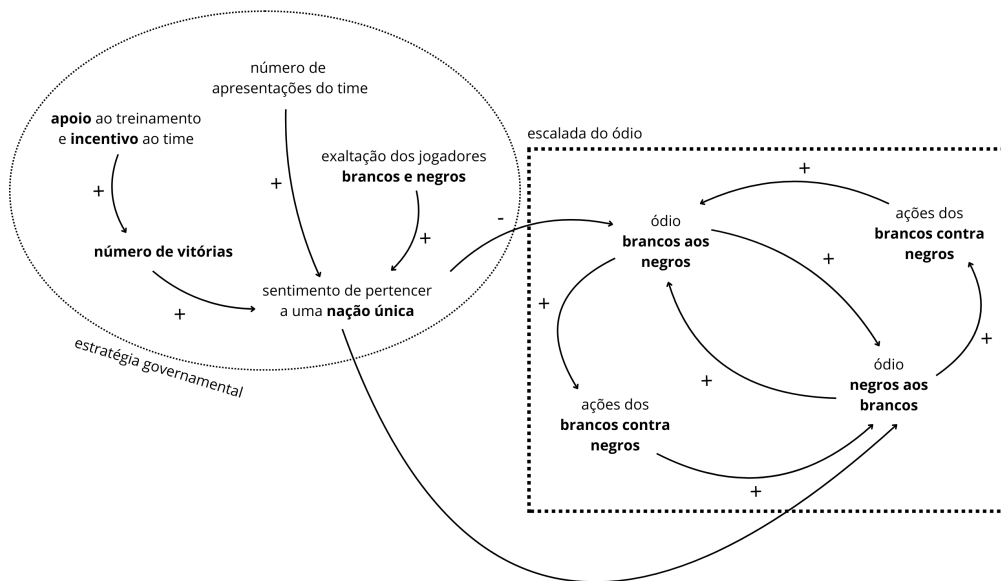 número de
apresentações do time
apoio ao treinamento
e incentivo ao time
exaltação dos jogadores
brancos e negros
+
+
+
número de vitórias
+
sentimento de pertencer
a uma nação única
estratégia governamental
-
escalada do ódio
+
ódio
brancos aos
negros
ações dos
brancos contra
negros
+
+
+
+
ódio
negros aos
brancos
ações dos
brancos contra
negros
+